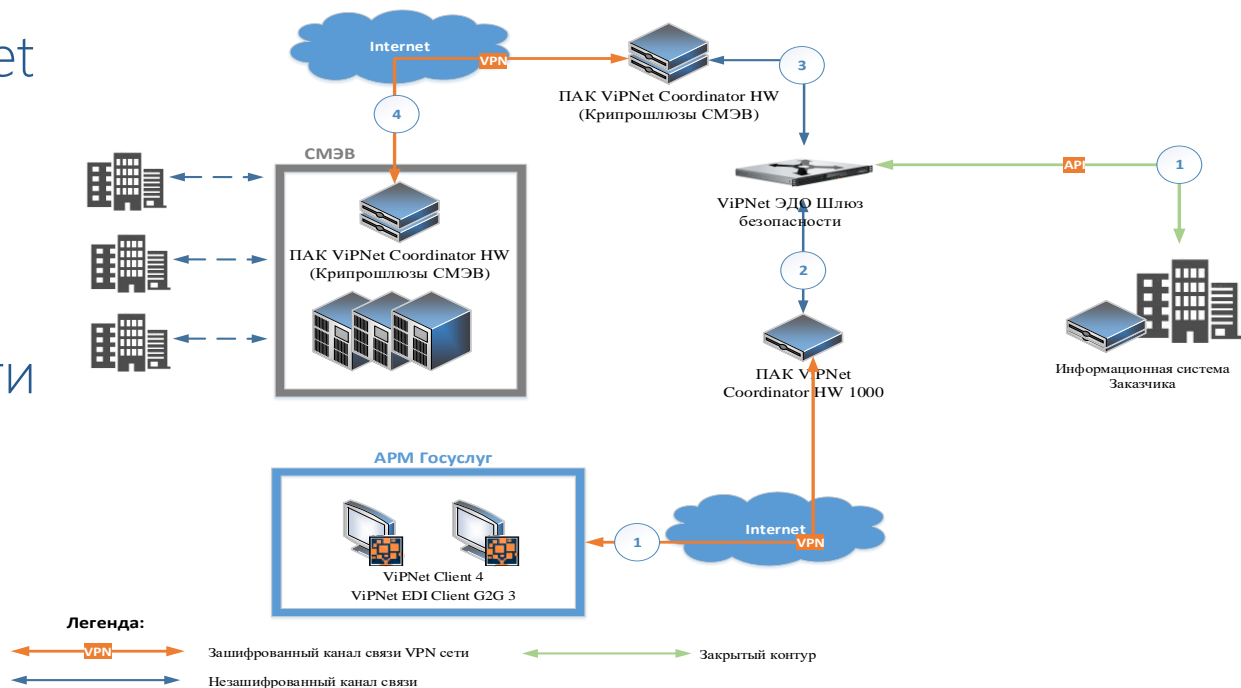 et
ти
Internet
VPN
ПАК ViPNet Coordinator HW
(Крипрошлюзы СМЭВ)
3
4
СМЭВ
ПАК ViPNet Coordinator HW
(Крипрошлюзы СМЭВ)
ViPNet ЭДО Шлюз
безопасности
API
1
2
ПАК ViPNet
Coordinator HW 1000
Информационная система
Заказчика
АРМ Госуслуг
ViPNet Client 4
ViPNet EDI Client G2G 3
1
Internet
VPN
Легенда:
VPN
Зашифрованный канал связи VPN сети
Закрытый контур
Незашифрованный канал связи